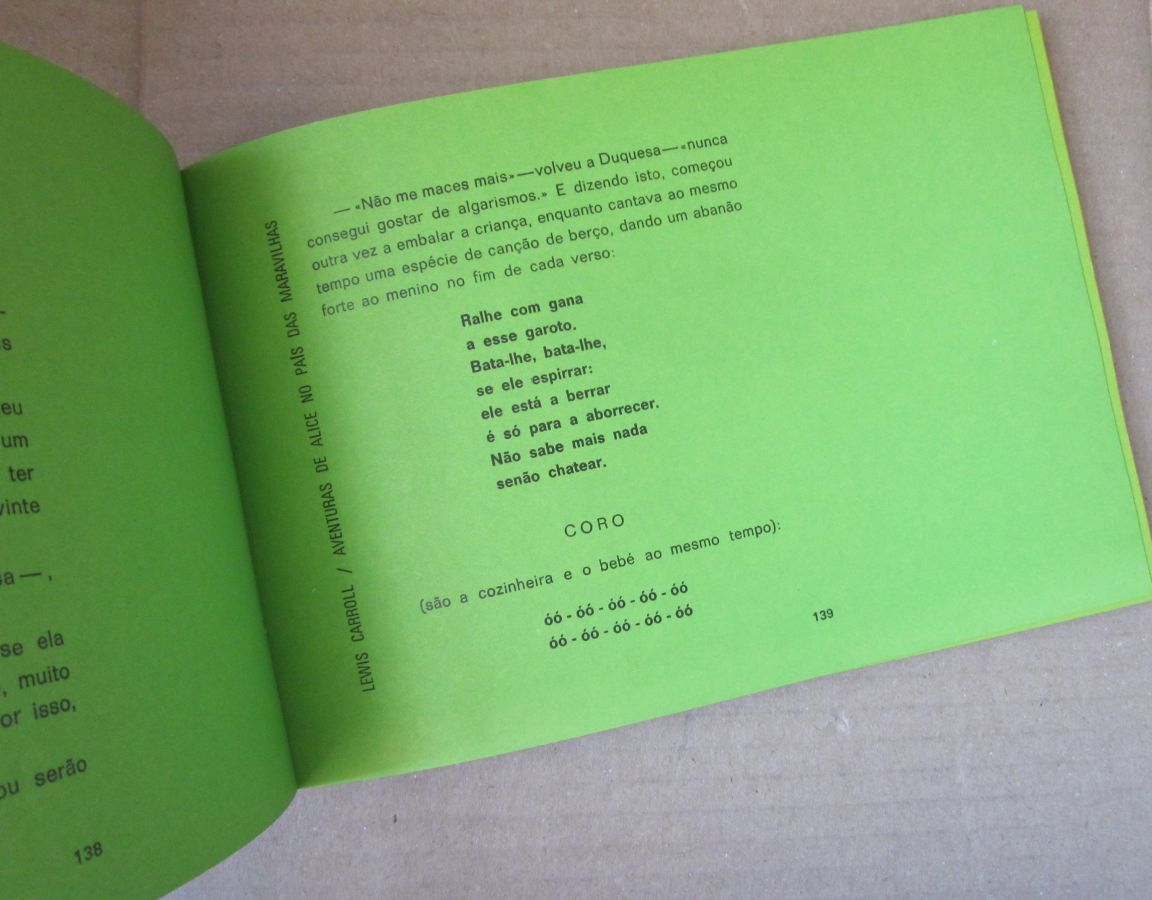 s
eu
um
ter
vinte
sa — ,
se ela
, muito
or isso,
ou serão
138
LEWIS CARROLL / AVENTURAS DE ALICE NO PAÍS DAS MARAVILHAS
— «Não me maces mais» — volveu a Duquesa — «nunca
consegui gostar de algarismos.» E dizendo isto, começou
outra vez a embalar a criança, enquanto cantava ao mesmo
tempo uma espécie de canção de berço, dando um abanão
forte ao menino no fim de cada verso:
Ralhe com gana
a esse garoto.
Bata-lhe, bata-lhe,
se ele espirrar:
ele está a berrar
é só para a aborrecer.
Não sabe mais nada
senão chatear.
CORO
(são a cozinheira e o bebé ao mesmo tempo):
óó - óó - óó - óó - óó
óó - óó - óó - óó - óó
139